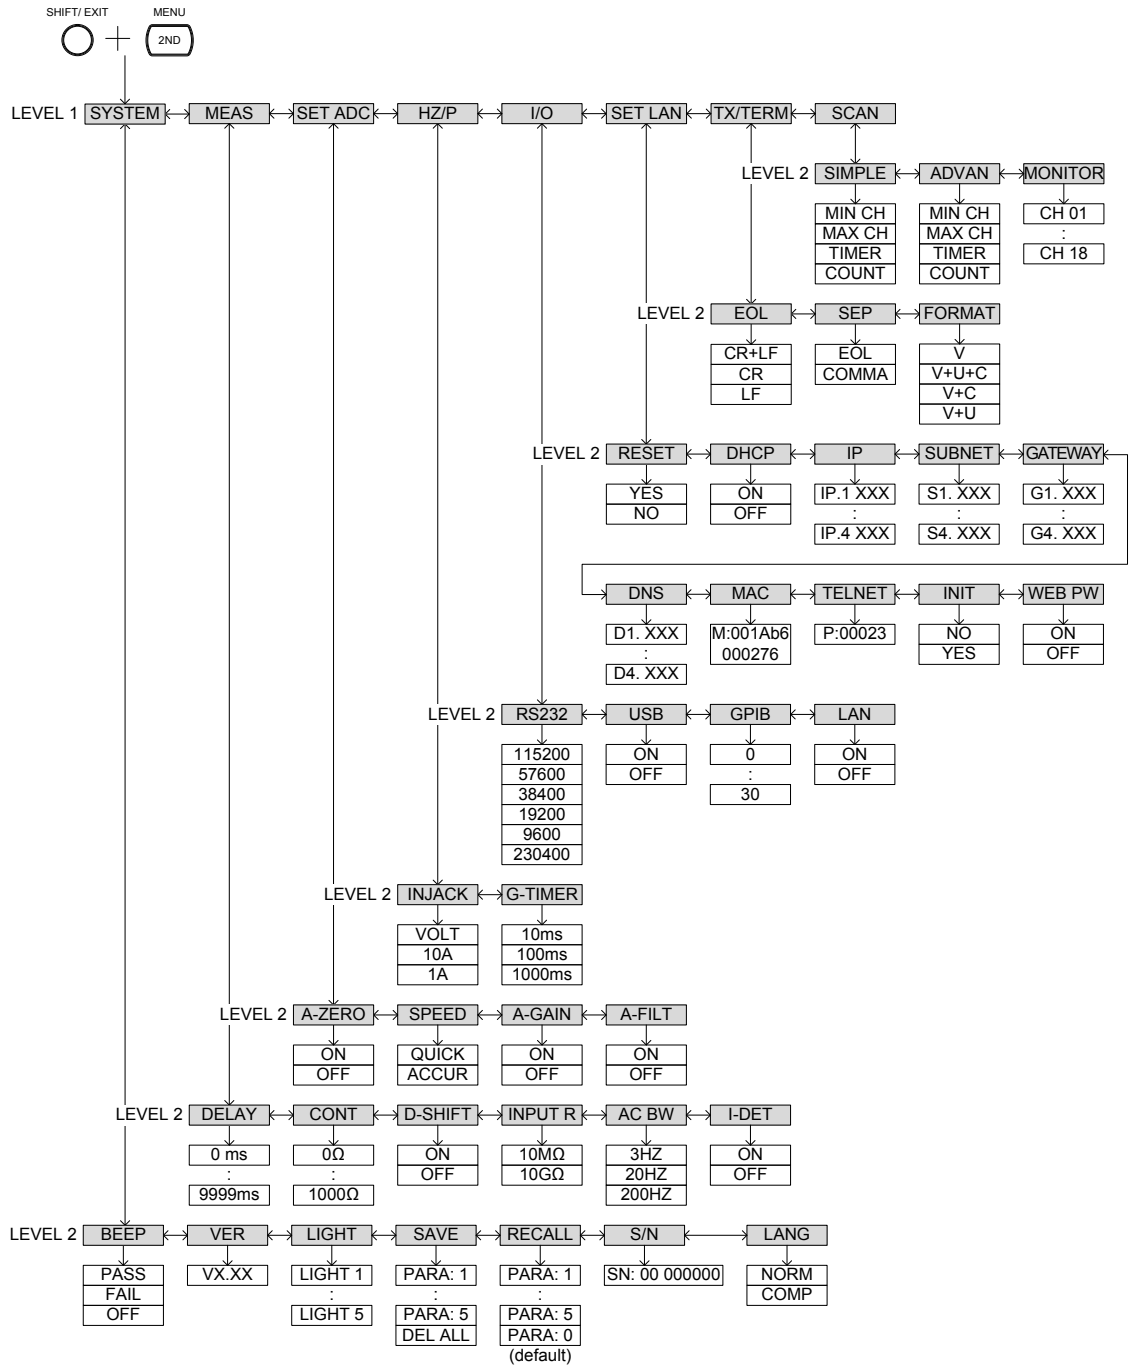 SHIFT/ EXIT MENU
2ND
LEVEL 1 SYSTEM MEAS SET ADC HZ/P I/O SET LAN TX/TERM SCAN
LEVEL 2 SIMPLE ADVAN MONITOR
MIN CH MIN CH CH 01
MAX CH MAX CH :
TIMER TIMER CH 18
COUNT COUNT
LEVEL 2 EOL SEP FORMAT
CR+LF EOL V
CR COMMA V+U+C
LF V+C
V+U
LEVEL 2 RESET DHCP IP SUBNET GATEWAY
YES ON IP.1 XXX S1. XXX G1. XXX
NO OFF : : :
IP.4 XXX S4. XXX G4. XXX
DNS MAC TELNET INIT WEB PW
D1. XXX M:001Ab6 P:00023 NO ON
: 000276 YES OFF
D4. XXX
LEVEL 2 RS232 USB GPIB LAN
115200 ON 0 ON
57600 OFF : OFF
38400 30
19200
9600
230400
LEVEL 2 INJACK G-TIMER
VOLT 10ms
10A 100ms
1A 1000ms
LEVEL 2 A-ZERO SPEED A-GAIN A-FILT
ON QUICK ON ON
OFF ACCUR OFF OFF
LEVEL 2 DELAY CONT D-SHIFT INPUT R AC BW I-DET
0 ms 0Ω ON 10MΩ 3HZ ON
: : OFF 10GΩ 20HZ OFF
9999ms 1000Ω 200HZ
LEVEL 2 BEEP VER LIGHT SAVE RECALL S/N LANG
PASS VX.XX LIGHT 1 PARA: 1 PARA: 1 SN: 00 000000 NORM
FAIL : : : COMP
OFF LIGHT 5 PARA: 5 PARA: 5
DEL ALL PARA: 0
(default)